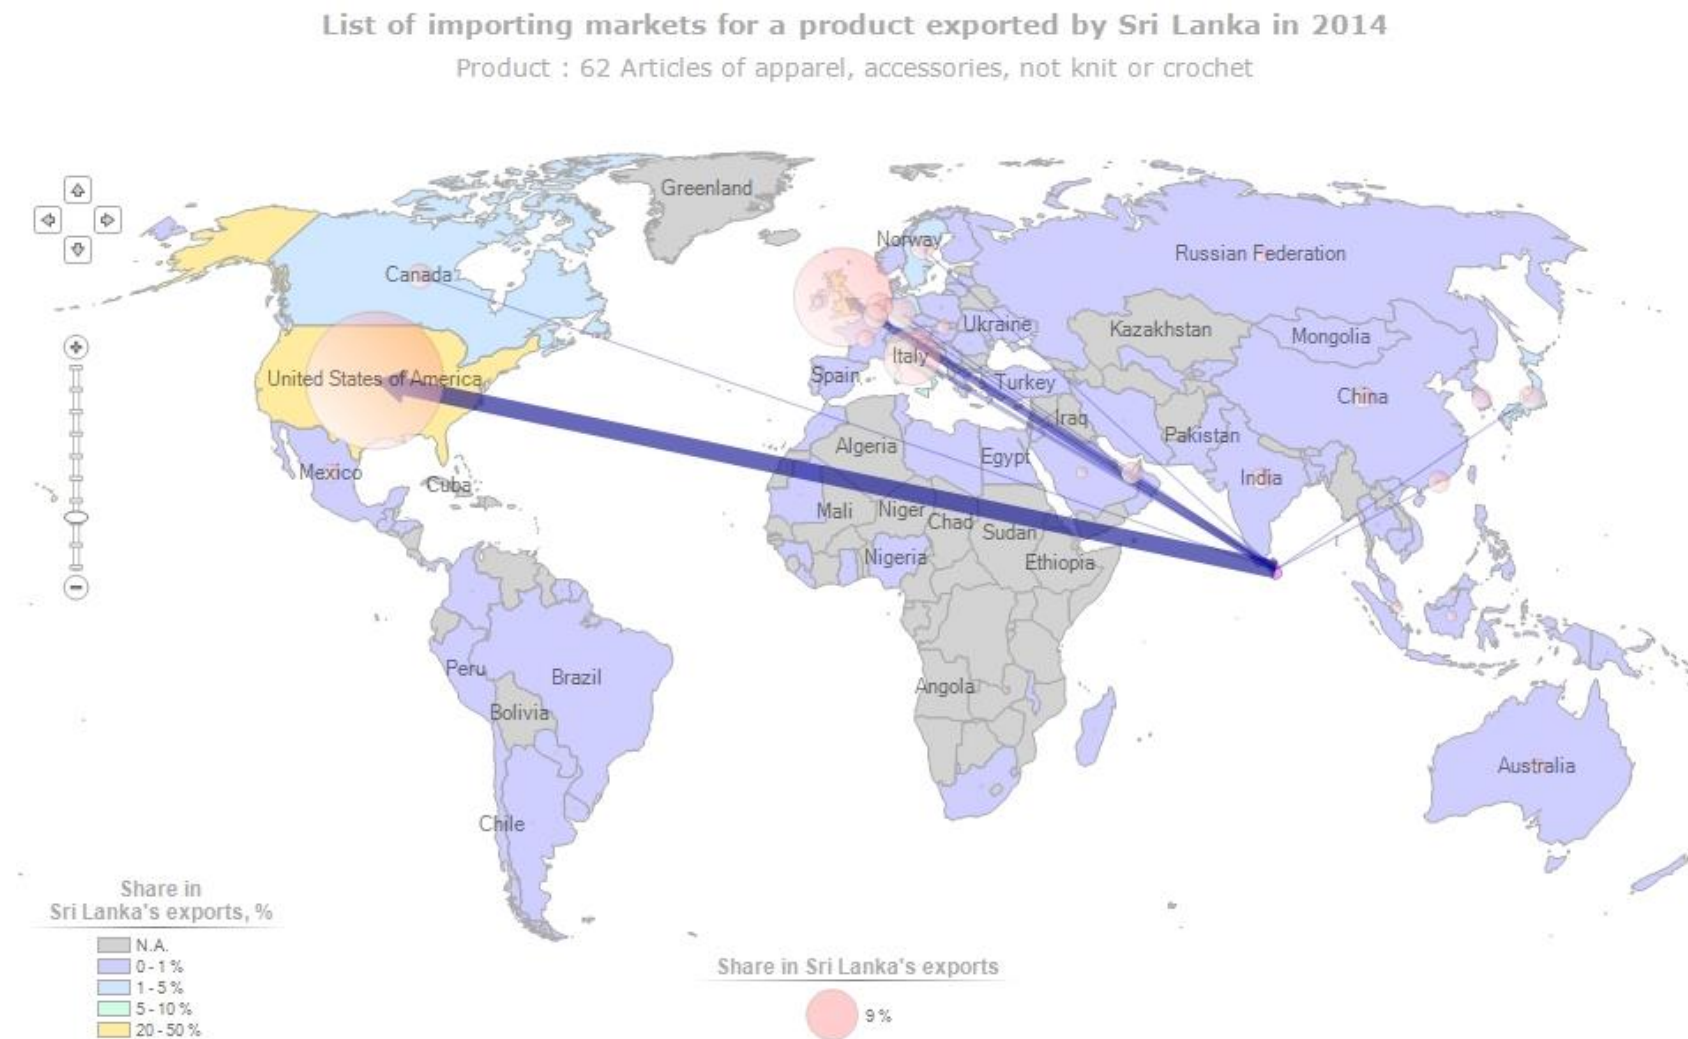 List of importing markets for a product exported by Sri Lanka in 2014
Product : 62 Articles of apparel, accessories, not knit or crochet
Greenland
Norway
Russian Federation
Canada
Ukraine
Kazakhstan
Mongolia
Italy
United States of America
Spain
Turkey
China
Iraq
Pakistan
Algeria
Egypt
Mexico
India
Cuba
Mali
Niger
Chad
Sudan
Nigeria
Ethiopia
Peru
Brazil
Angola
Bolivia
Australia
Chile
Share in
Sri Lanka's exports, %
N.A.
0 - 1 %
1 - 5 %
5 - 10 %
20 - 50 %
Share in Sri Lanka's exports
9 %